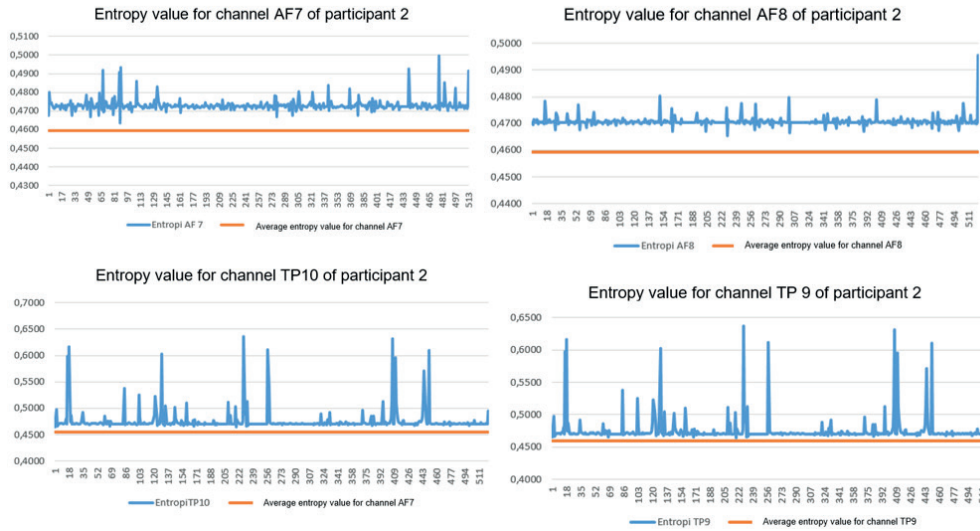 Entropy value for channel AF7 of participant 2
0,5100
0,5000
0,4900
0,4800
0,4700
0,4600
0,4500
0,4400
0,4300
1 17 33 49 65 81 97 113 129 145 161 177 193 209 225 241 257 273 289 305 321 337 353 369 385 401 417 433 449 465 481 497 513
Entropi AF 7 Average entropy value for channel AF7
Entropy value for channel AF8 of participant 2
0,5000
0,4900
0,4800
0,4700
0,4600
0,4500
0,4400
1 18 35 52 69 86 103 120 137 154 171 188 205 222 239 256 273 290 307 324 341 358 375 392 409 426 443 460 477 494 511
Entropi AF8 Average entropy value for channel AF8
Entropy value for channel TP10 of participant 2
0,7000
0,6500
0,6000
0,5500
0,5000
0,4500
0,4000
1 18 35 52 69 86 103 120 137 154 171 188 205 222 239 256 273 290 307 324 341 358 375 392 409 426 443 460 477 494 511
EntropiTP10 Average entropy value for channel AF7
Entropy value for channel TP 9 of participant 2
0,6500
0,6000
0,5500
0,5000
0,4500
0,4000
1 18 35 52 69 86 103 120 137 154 171 188 205 222 239 256 273 290 307 324 341 358 375 392 409 426 443 460 477 494
Entropi TP9 Average entropy value for channel TP9